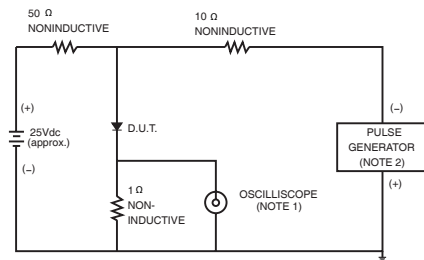 50 Ω
NONINDUCTIVE
10 Ω
NONINDUCTIVE
(+)
25Vdc
(approx.)
(−)
D.U.T.
1 Ω
NON-
INDUCTIVE
OSCILLISCOPE
(NOTE 1)
(−)
PULSE
GENERATOR
(NOTE 2)
(+)